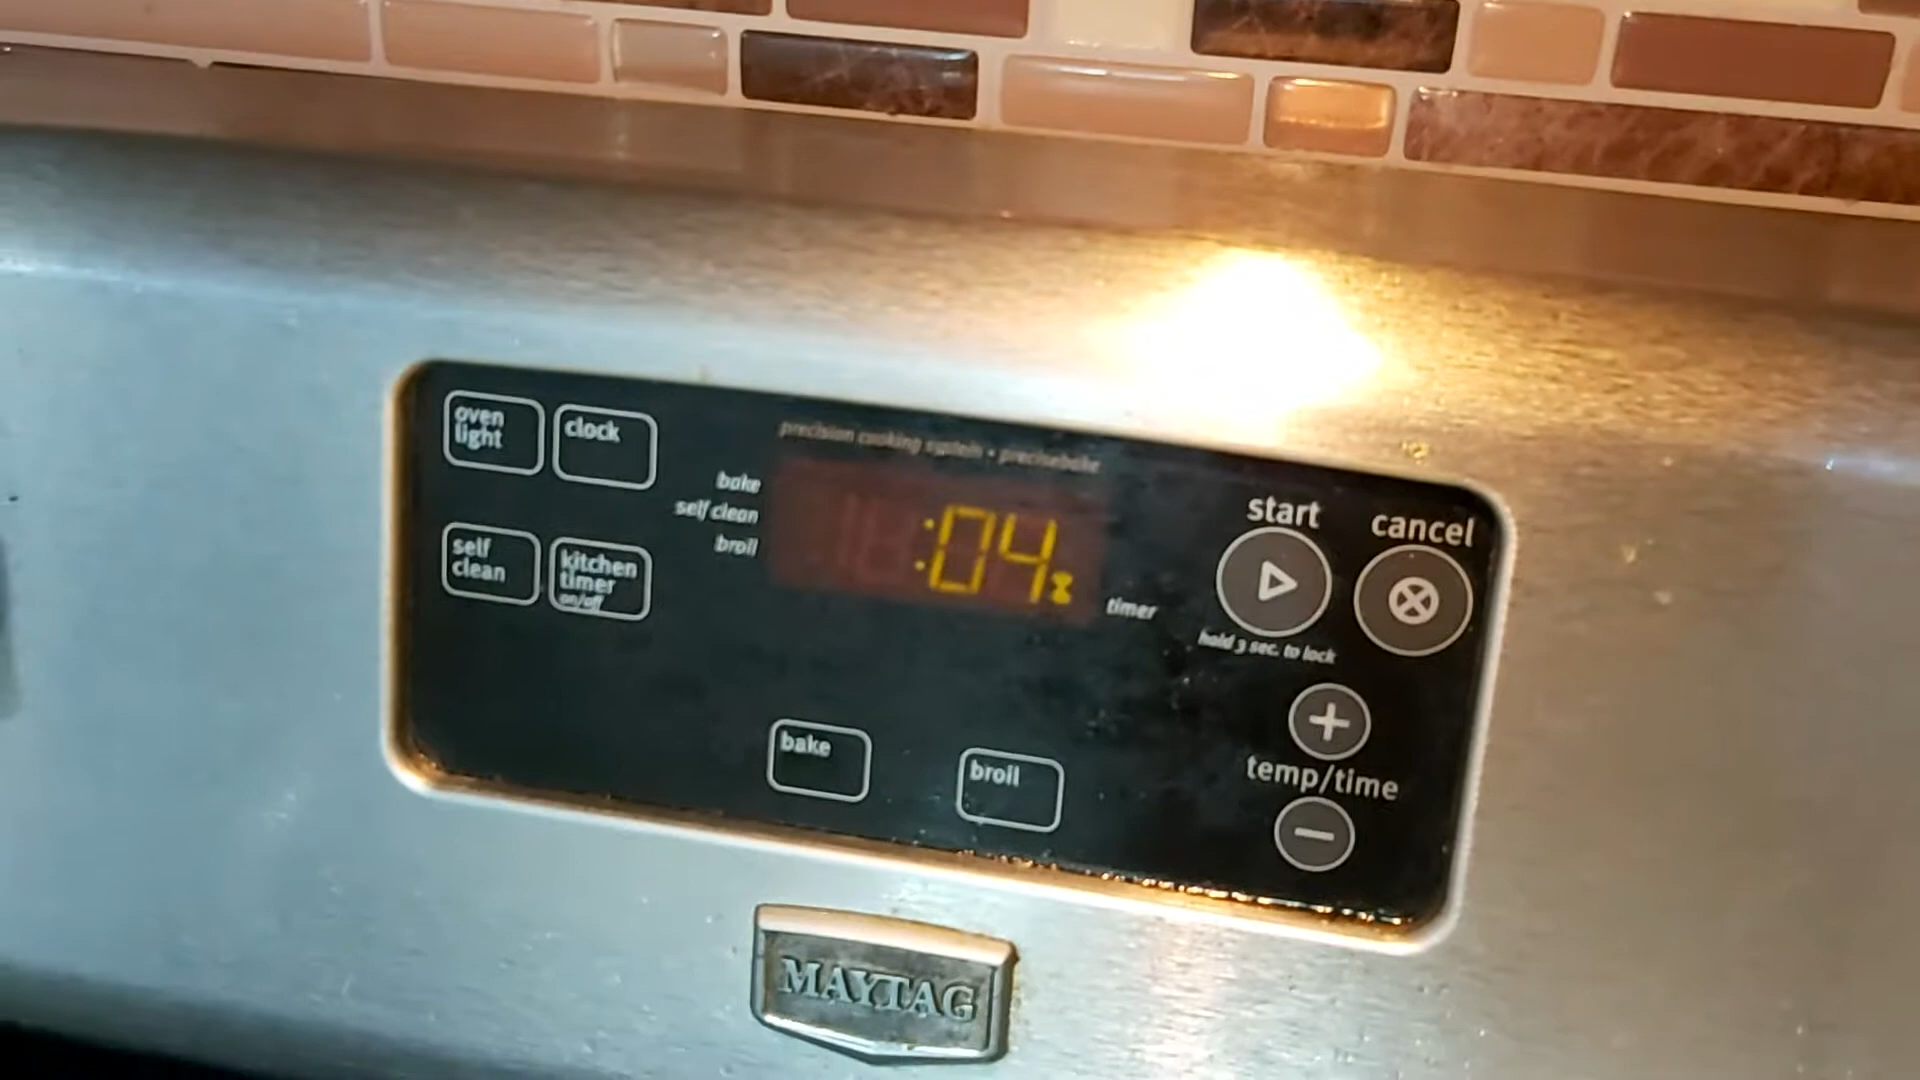 oven
light
clock
precision cooking system • precisebake
bake
self clean
broil
:04
timer
start
cancel
hold 3 sec. to lock
self
clean
kitchen
timer
on/off
bake
broil
temp/time
MAYTAG